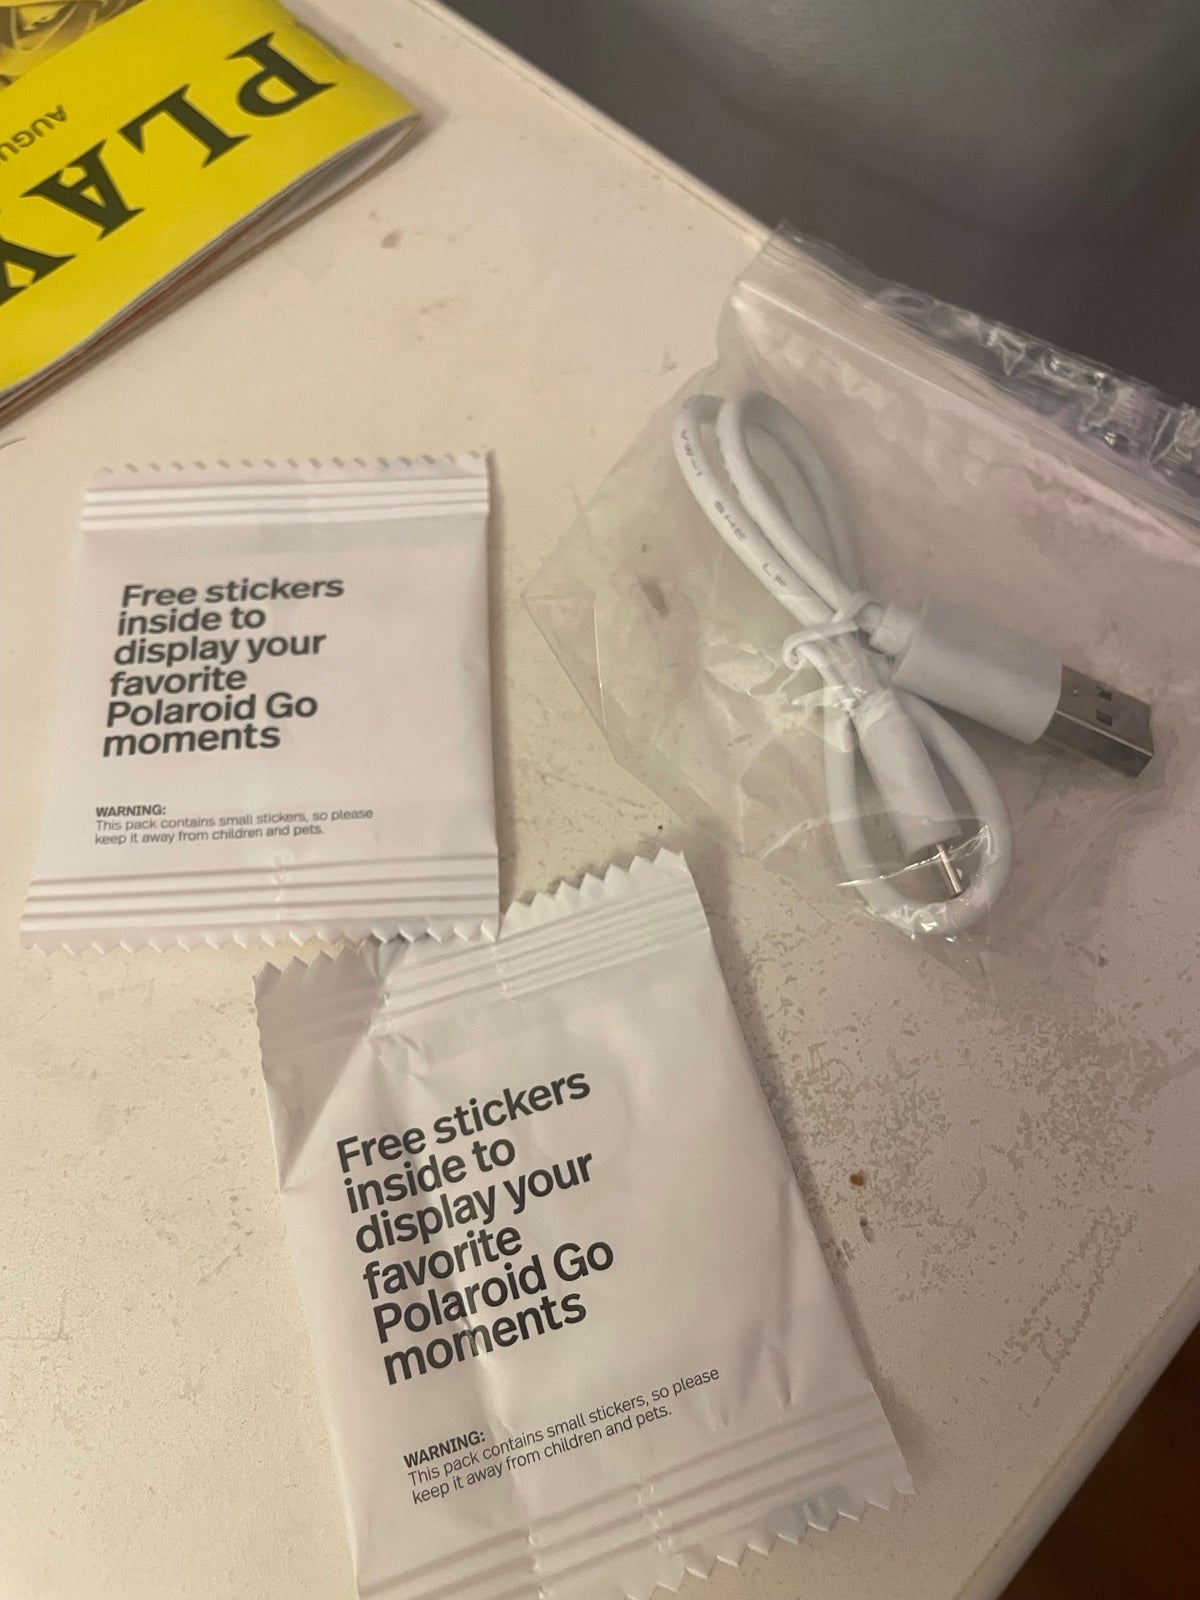 PLAY
AUGU
Free stickers
inside to
display your
favorite
Polaroid Go
moments
WARNING:
This pack contains small stickers, so please
keep it away from children and pets.
Free stickers
inside to
display your
favorite
Polaroid Go
moments
WARNING:
This pack contains small stickers, so please
keep it away from children and pets.